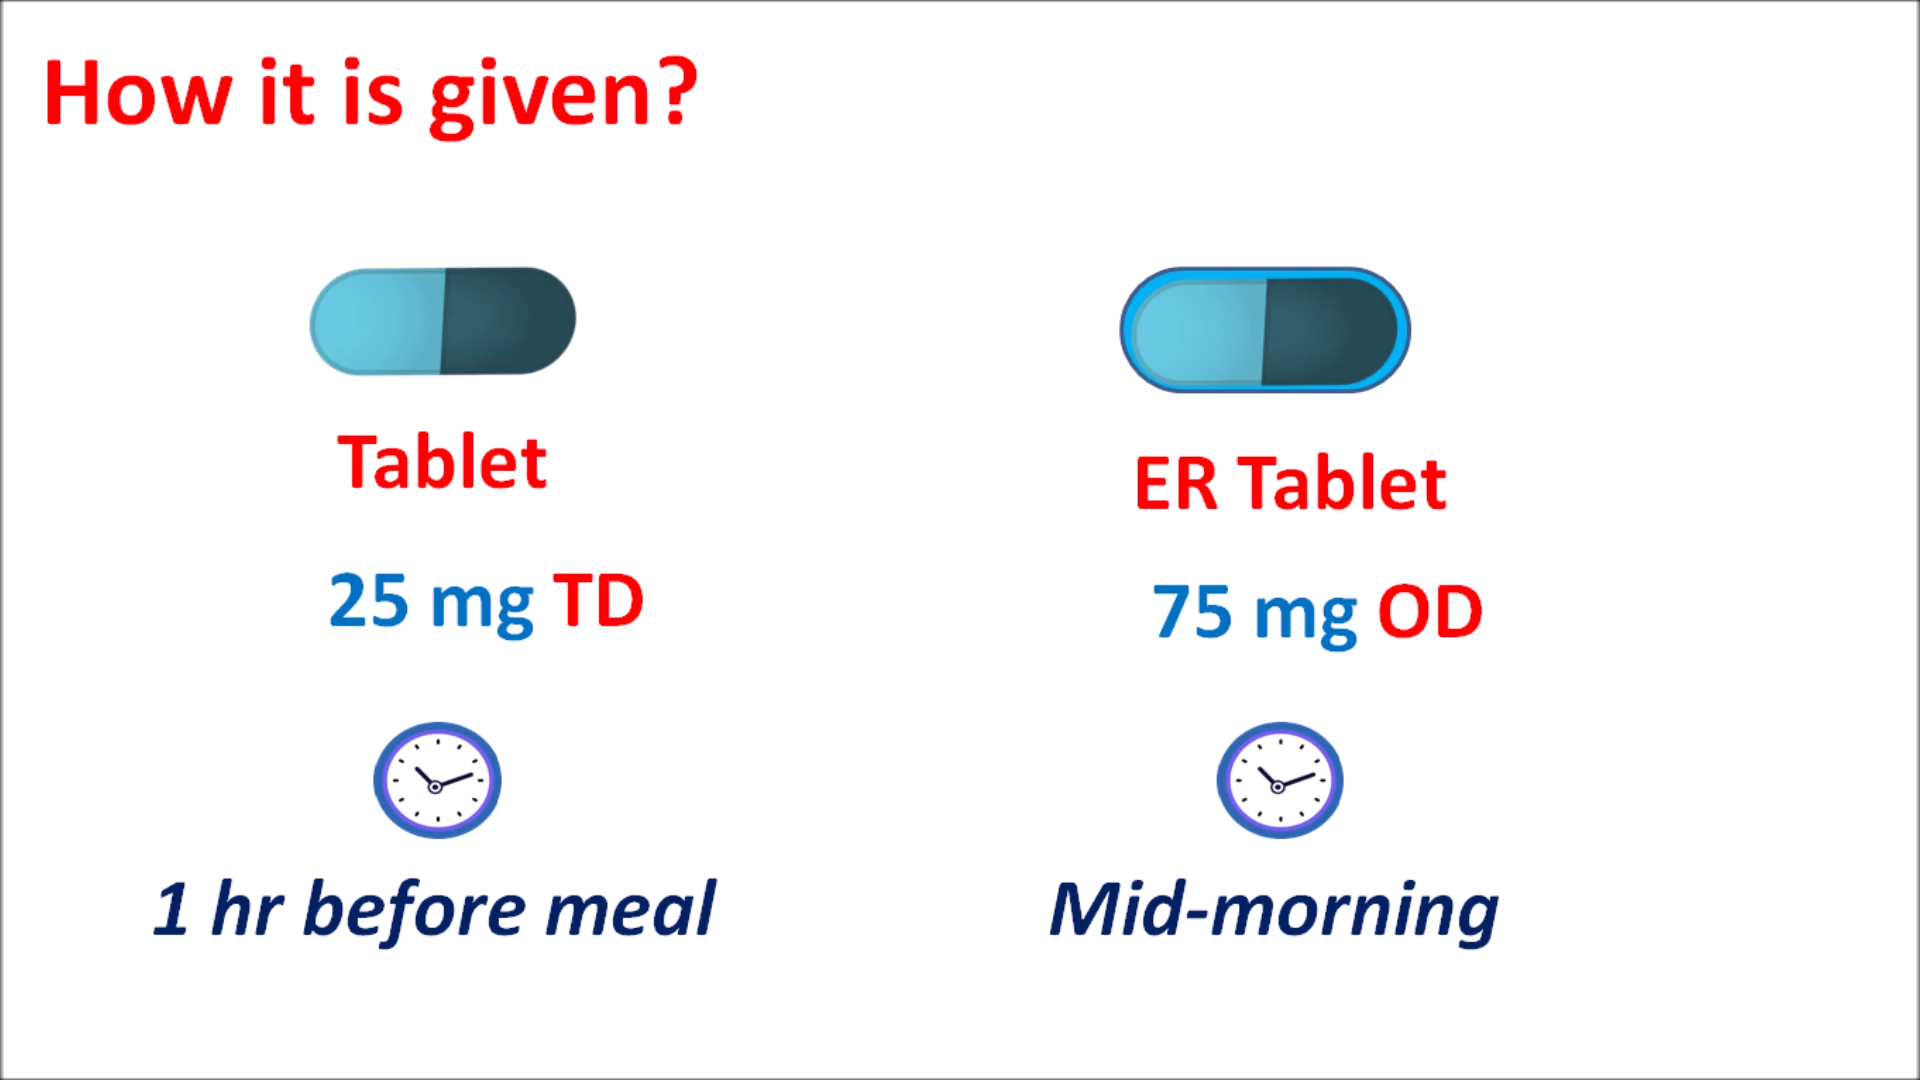 How it is given?
Tablet
25 mg TD
1 hr before meal
ER Tablet
75 mg OD
Mid-morning